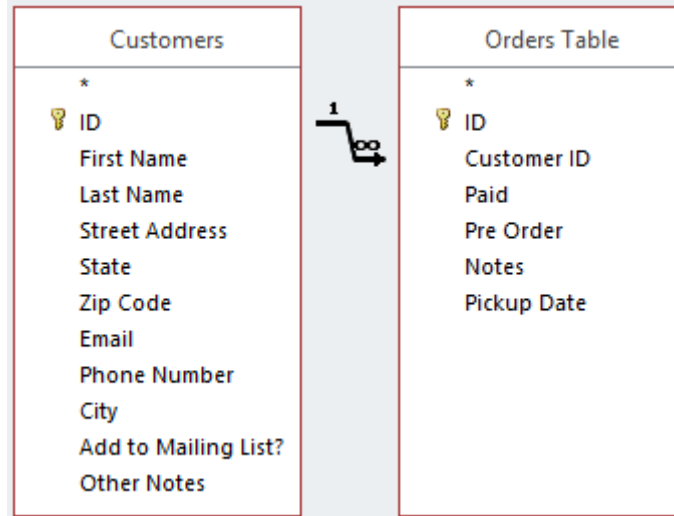 Customers
*
ID
First Name
Last Name
Street Address
State
Zip Code
Email
Phone Number
City
Add to Mailing List?
Other Notes
1
∞
Orders Table
*
ID
Customer ID
Paid
Pre Order
Notes
Pickup Date